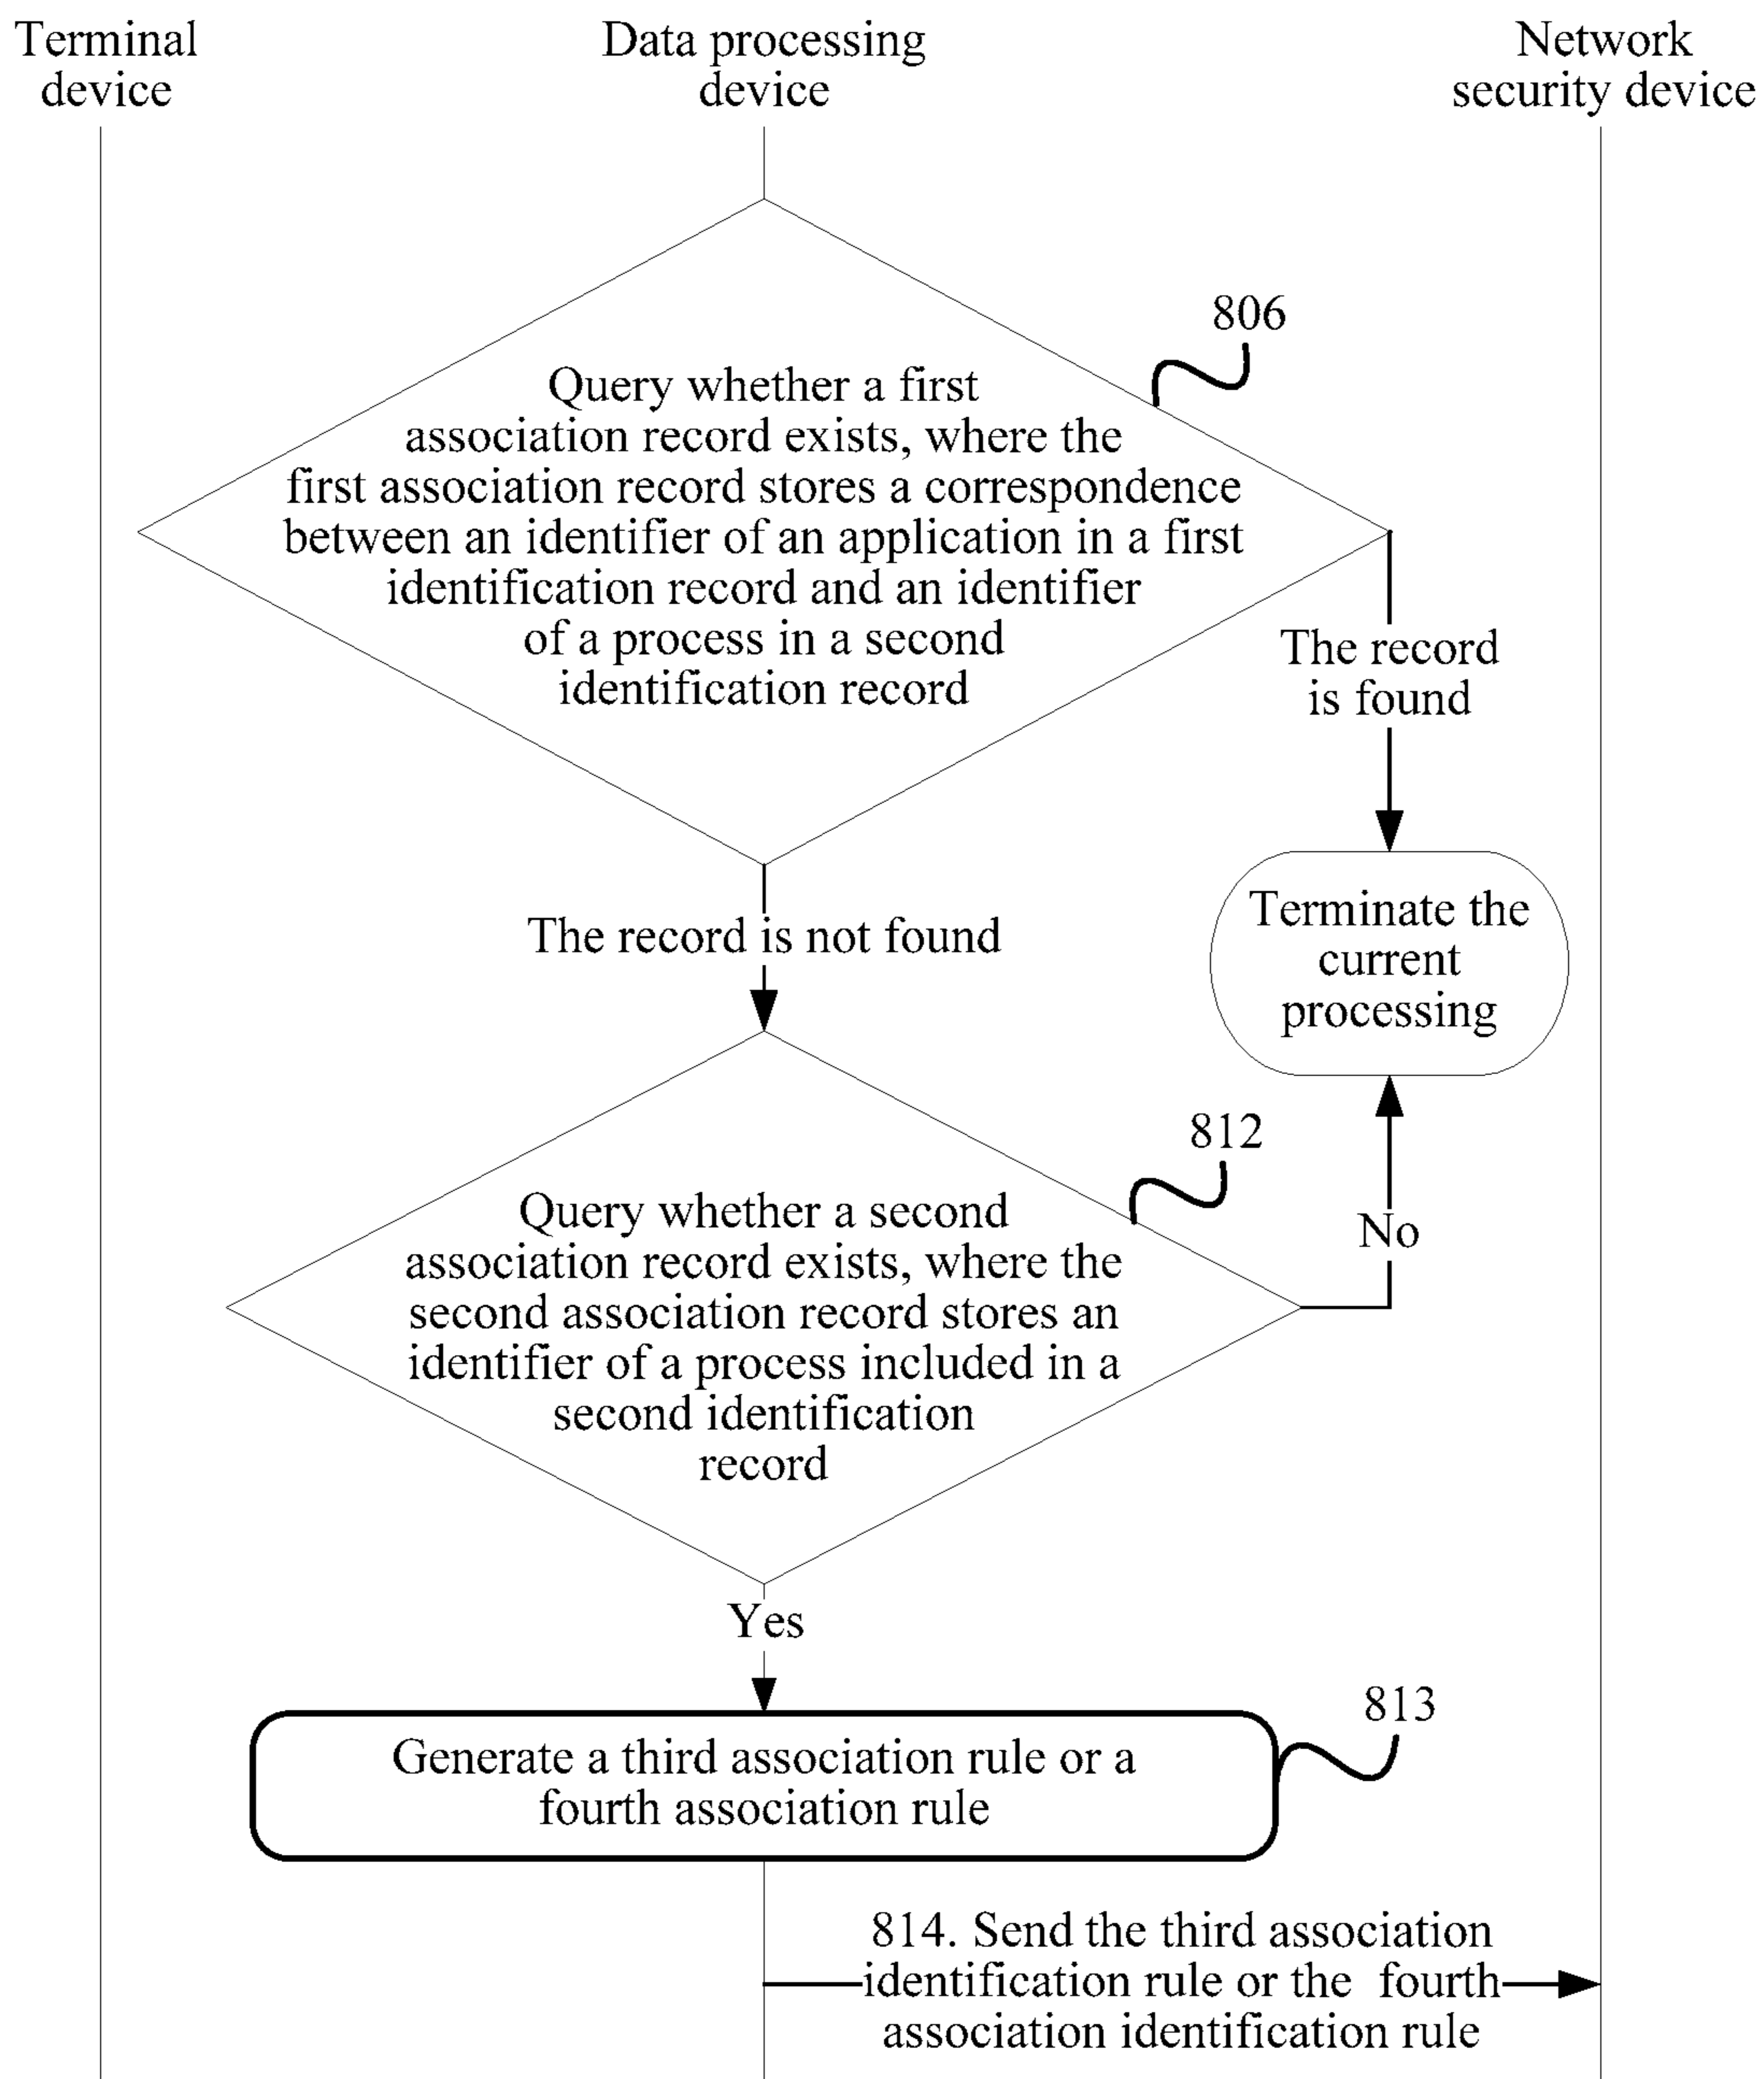 Terminal
device
Data processing
device
Network
security device
806
Query whether a first
association record exists, where the
first association record stores a correspondence
between an identifier of an application in a first
identification record and an identifier
of a process in a second
identification record
The record
is found
The record is not found
Terminate the
current
processing
812
Query whether a second
association record exists, where the
second association record stores an
identifier of a process included in a
second identification
record
No
Yes
813
Generate a third association rule or a
fourth association rule
814. Send the third association
identification rule or the fourth
association identification rule